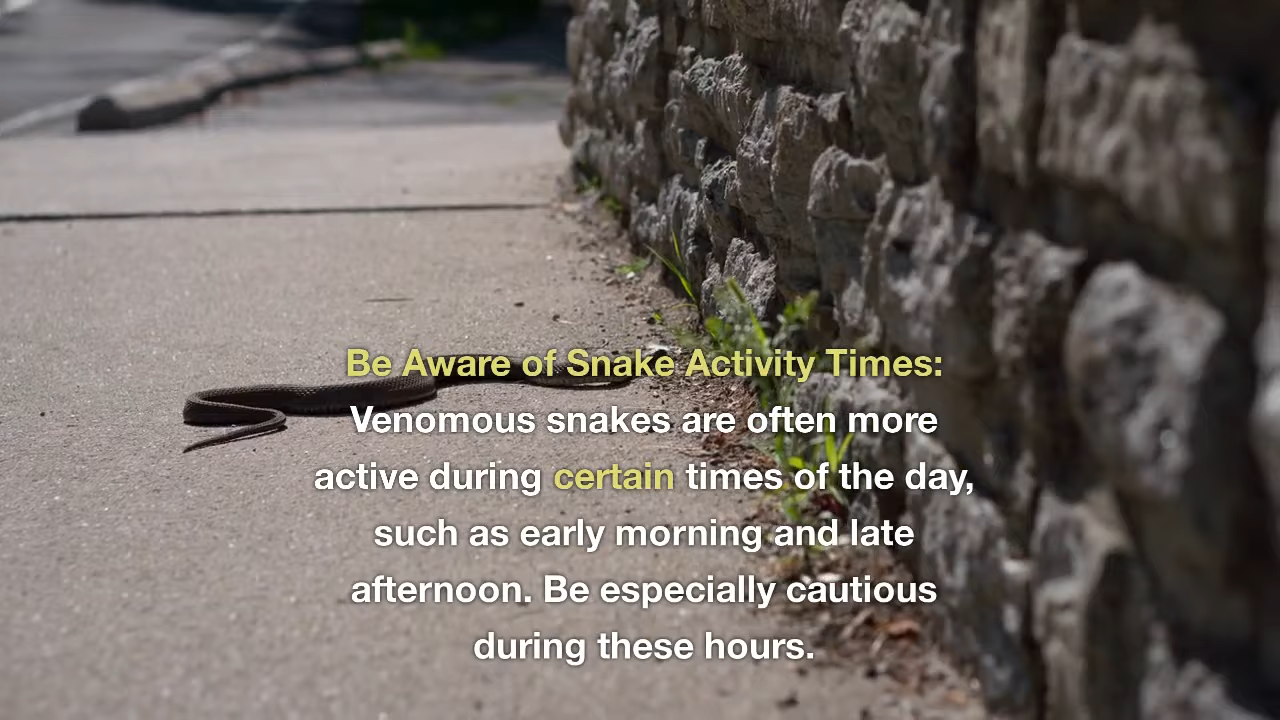 Be Aware of Snake Activity Times:
Venomous snakes are often more
active during certain times of the day,
such as early morning and late
afternoon. Be especially cautious
during these hours.